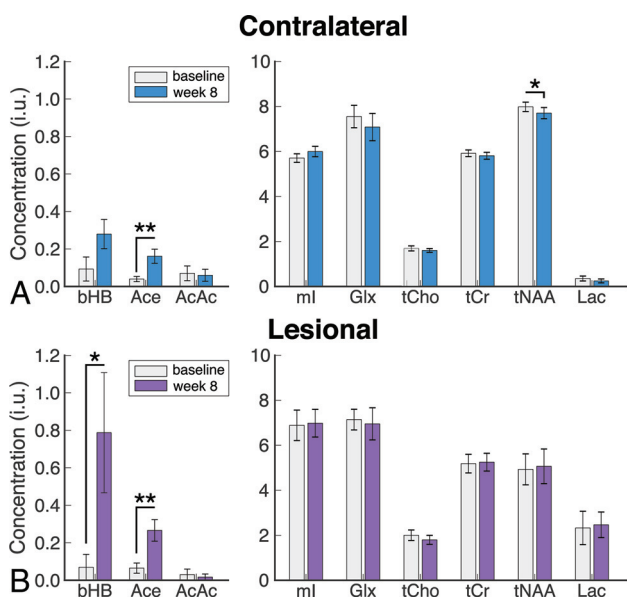 Contralateral
Concentration (i.u.)
1.2
1.0
0.8
0.6
0.4
0.2
0.0
baseline
week 8
**
bHB Ace AcAc
A
10
8
6
4
2
0
*
mI Glx tCho tCr tNAA Lac
Lesional
Concentration (i.u.)
1.2
1.0
0.8
0.6
0.4
0.2
0.0
baseline
week 8
*
**
bHB Ace AcAc
B
10
8
6
4
2
0
mI Glx tCho tCr tNAA Lac